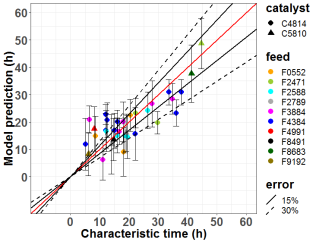 Model prediction (h)
60
50
40
30
20
10
0
0
10
20
30
40
50
60
Characteristic time (h)
catalyst
C4814
C5810
feed
F0552
F2471
F2588
F2789
F3884
F4384
F4991
F8491
F8683
F9192
error
15%
30%